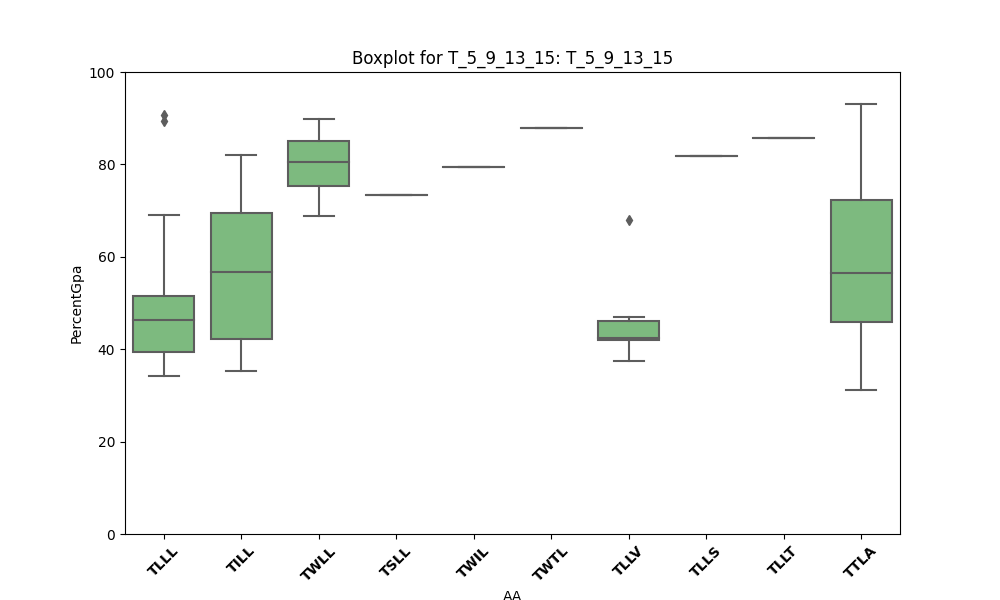 Boxplot for T_5_9_13_15: T_5_9_13_15
PercentGpa
100
80
60
40
20
0
TLLL
TILL
TWLL
TSLL
TWIL
TWTL
TLLV
TLLS
TLLT
TTLA
AA